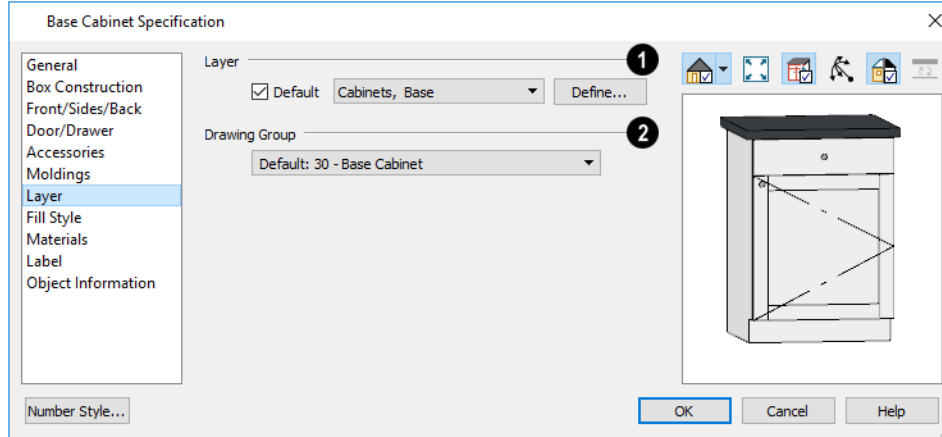 Base Cabinet Specification
General
Box Construction
Front/Sides/Back
Door/Drawer
Accessories
Moldings
Layer
Fill Style
Materials
Label
Object Information
Layer
1
Default
Cabinets, Base
Define...
Drawing Group
2
Default: 30 - Base Cabinet
Number Style...
OK
Cancel
Help